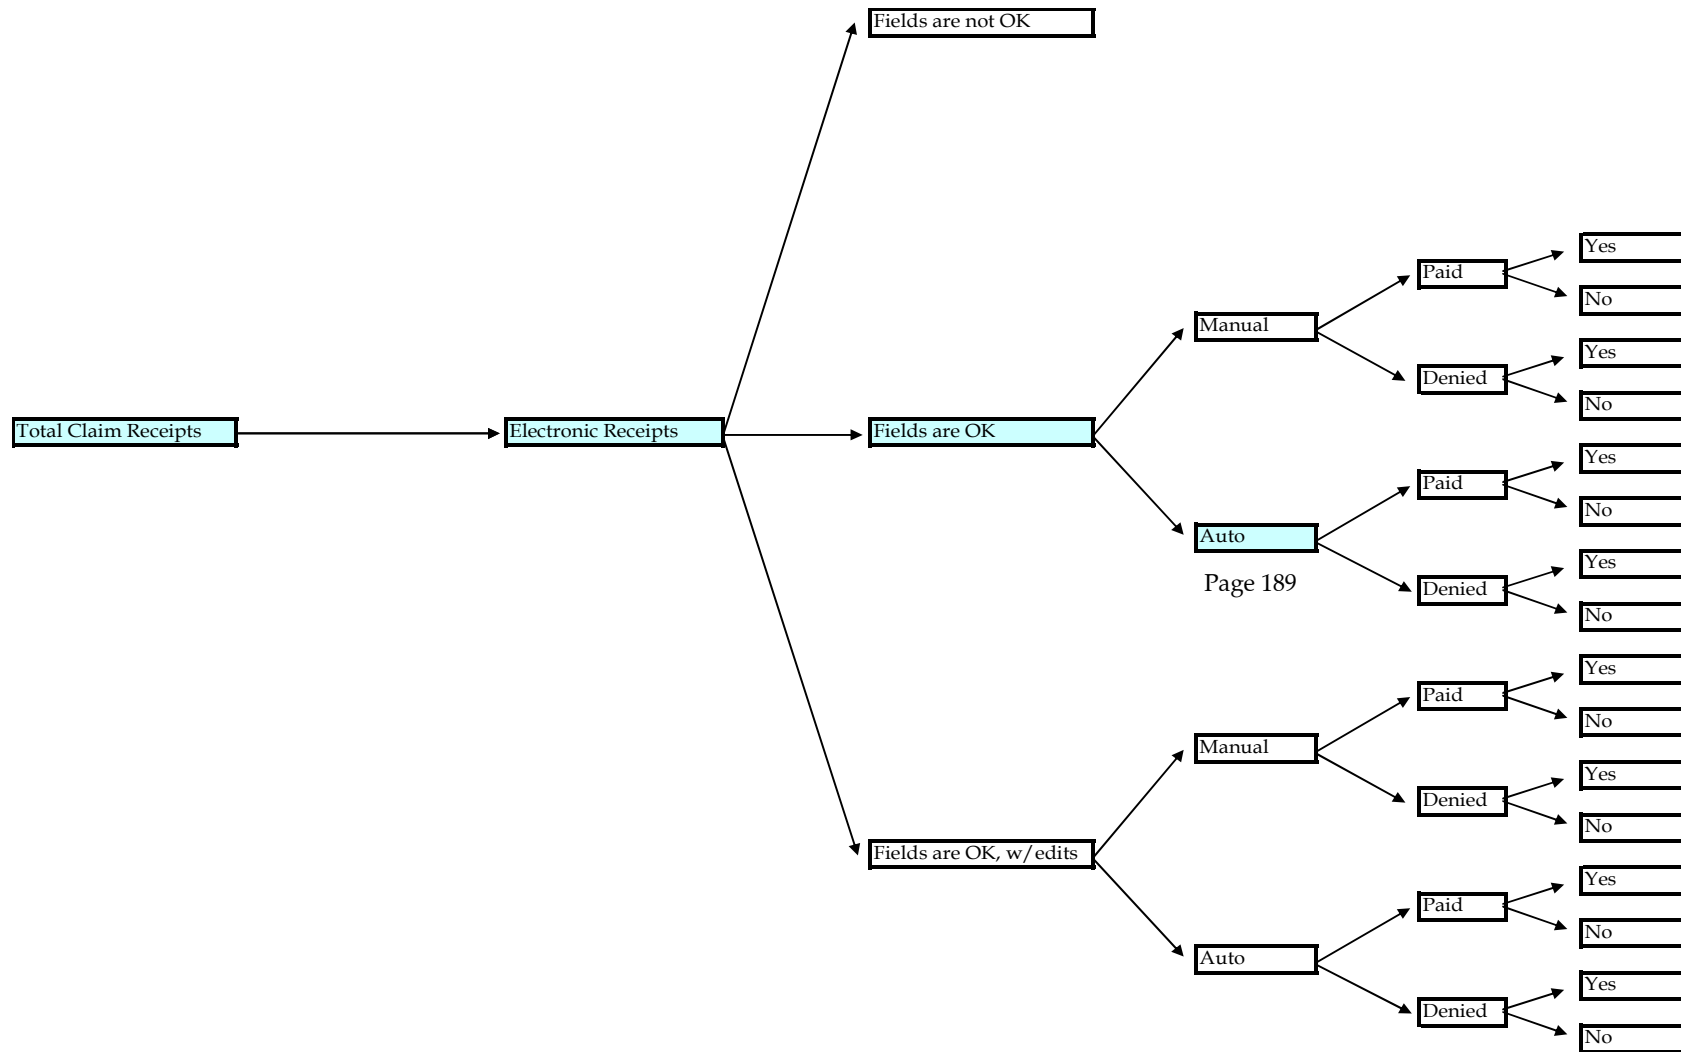 Fields are not OK
Yes
Paid
No
Manual
Yes
Denied
No
Total Claim Receipts
Electronic Receipts
Fields are OK
Yes
Paid
No
Auto
Page 189
Yes
Denied
No
Yes
Paid
No
Manual
Yes
Denied
No
Fields are OK, w/edits
Yes
Paid
No
Auto
Yes
Denied
No